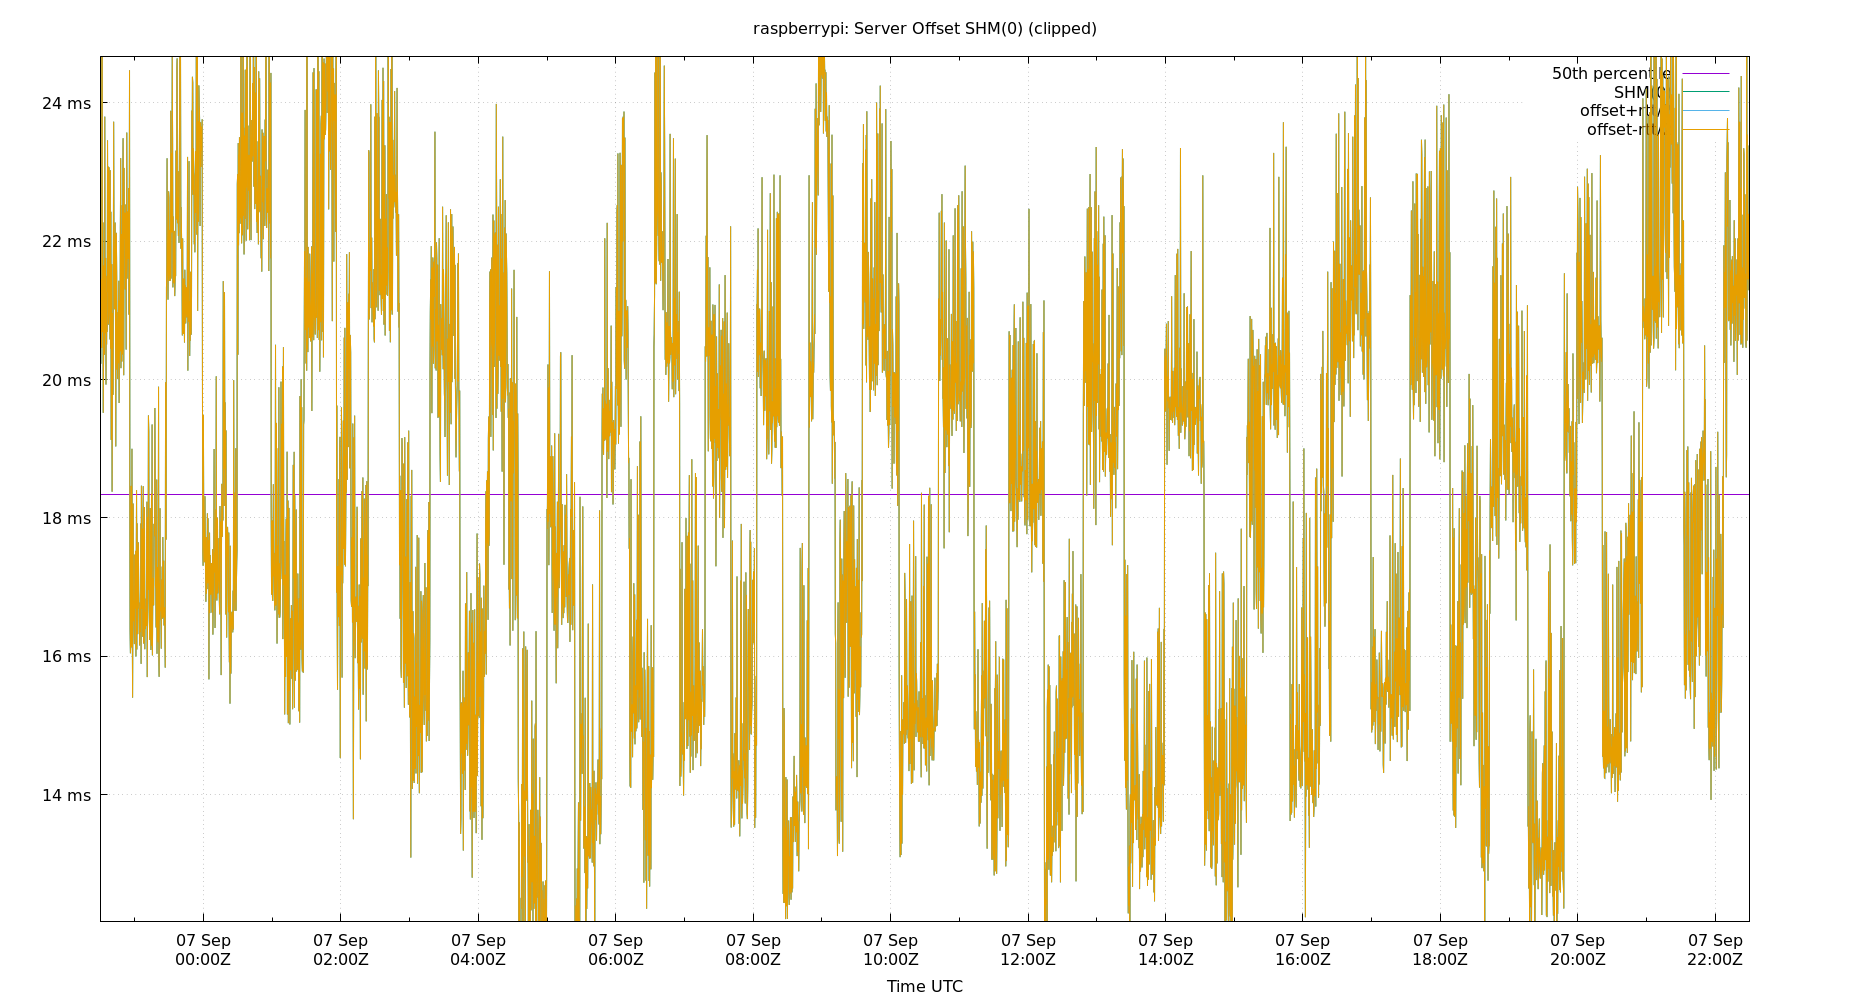 raspberrypi: Server Offset SHM(0) (clipped)
50th percentile
SHM(0)
offset+rtt/2
offset-rtt/2
24 ms
22 ms
20 ms
18 ms
16 ms
14 ms
07 Sep 07 Sep 07 Sep 07 Sep 07 Sep 07 Sep 07 Sep 07 Sep 07 Sep 07 Sep 07 Sep 07 Sep
00:00Z 02:00Z 04:00Z 06:00Z 08:00Z 10:00Z 12:00Z 14:00Z 16:00Z 18:00Z 20:00Z 22:00Z
Time UTC